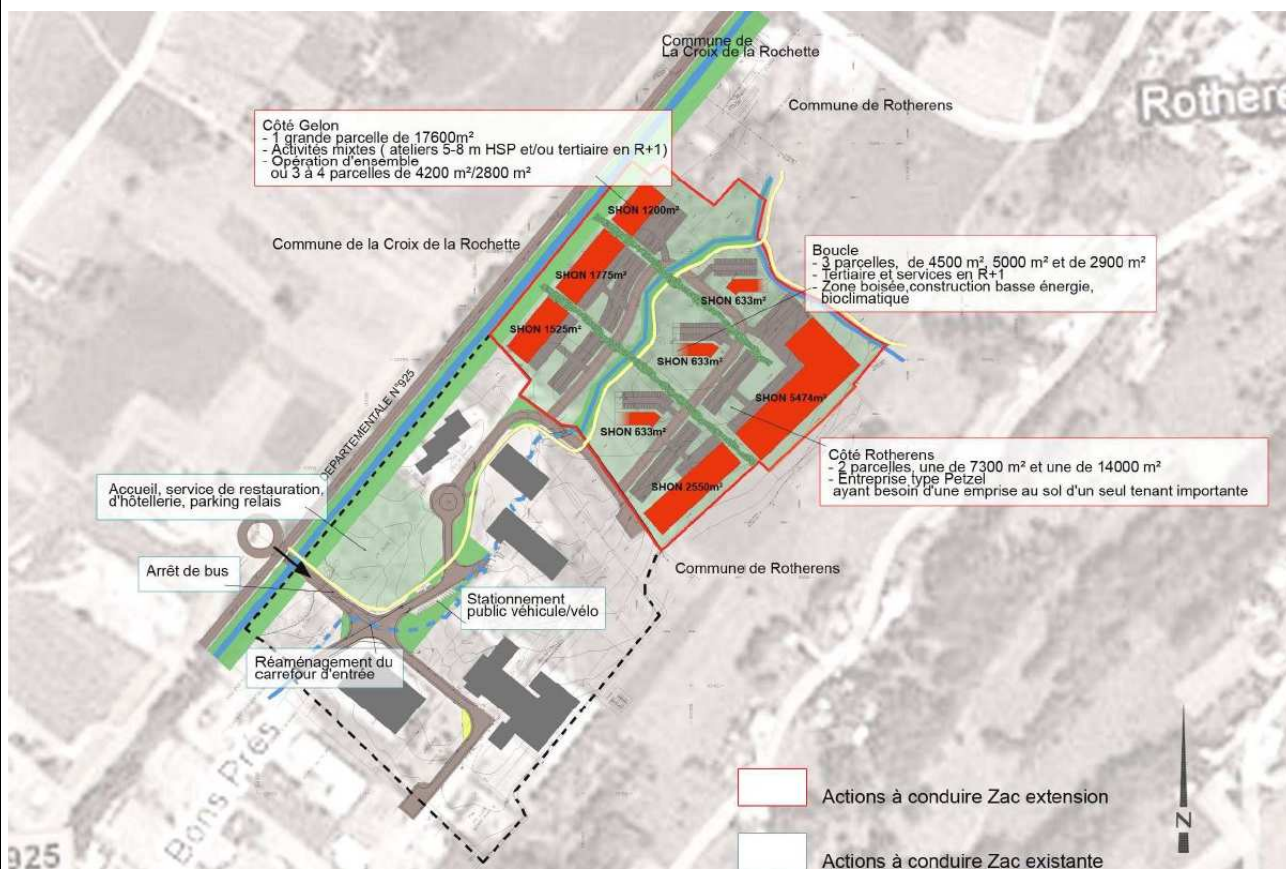 Commune de
La Croix de la Rochette
Commune de Rotherens
Rothere
Côté Gelon
- 1 grande parcelle de 17600m²
- Activités mixtes ( ateliers 5-8 m HSP et/ou tertiaire en R+1)
- Opération d'ensemble
ou 3 à 4 parcelles de 4200 m²/2800 m²
SHON 1200m²
Commune de la Croix de la Rochette
Boucle
- 3 parcelles, de 4500 m², 5000 m² et de 2900 m²
- Tertiaire et services en R+1
- Zone boisée,construction basse énergie,
bioclimatique
SHON 1775m²
SHON 633m²
SHON 1525m²
SHON 633m²
DEPARTEMENTALE N°925
SHON 5474m²
SHON 633m²
Côté Rotherens
- 2 parcelles, une de 7300 m² et une de 14000 m²
- Entreprise type Petzel
ayant besoin d'une emprise au sol d'un seul tenant importante
SHON 2550m²
Accueil, service de restauration,
d'hôtellerie, parking relais
Commune de Rotherens
Arrêt de bus
Stationnement
public véhicule/vélo
Réaménagement du
carrefour d'entrée
Bons Prés
Actions à conduire Zac extension
N
925
Actions à conduire Zac existante